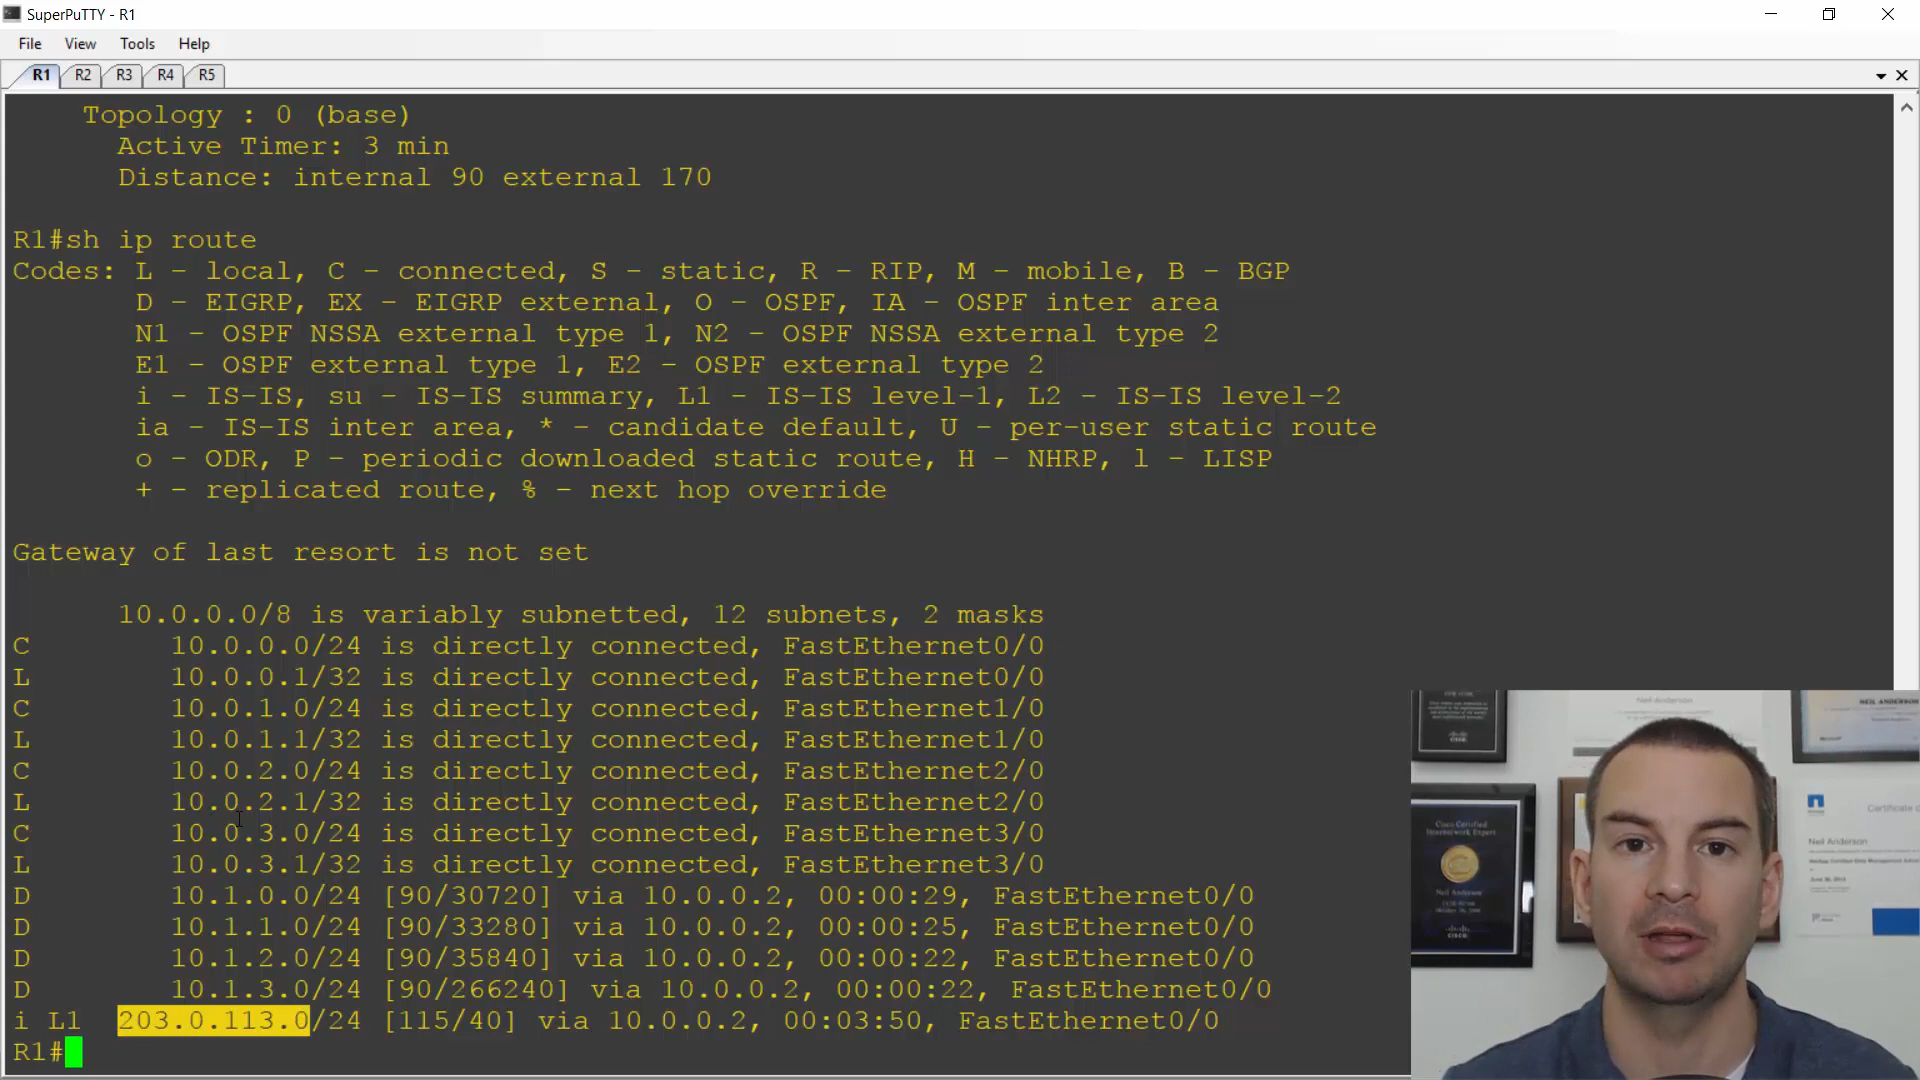 SuperPuTTY - R1
File View Tools Help
R1 R2 R3 R4 R5
Topology : 0 (base)
Active Timer: 3 min
Distance: internal 90 external 170
R1#sh ip route
Codes: L - local, C - connected, S - static, R - RIP, M - mobile, B - BGP
D - EIGRP, EX - EIGRP external, O - OSPF, IA - OSPF inter area
N1 - OSPF NSSA external type 1, N2 - OSPF NSSA external type 2
E1 - OSPF external type 1, E2 - OSPF external type 2
i - IS-IS, su - IS-IS summary, L1 - IS-IS level-1, L2 - IS-IS level-2
ia - IS-IS inter area, * - candidate default, U - per-user static route
o - ODR, P - periodic downloaded static route, H - NHRP, l - LISP
+ - replicated route, % - next hop override
Gateway of last resort is not set
10.0.0.0/8 is variably subnetted, 12 subnets, 2 masks
C 10.0.0.0/24 is directly connected, FastEthernet0/0
L 10.0.0.1/32 is directly connected, FastEthernet0/0
C 10.0.1.0/24 is directly connected, FastEthernet1/0
L 10.0.1.1/32 is directly connected, FastEthernet1/0
C 10.0.2.0/24 is directly connected, FastEthernet2/0
L 10.0.2.1/32 is directly connected, FastEthernet2/0
C 10.0.3.0/24 is directly connected, FastEthernet3/0
L 10.0.3.1/32 is directly connected, FastEthernet3/0
D 10.1.0.0/24 [90/30720] via 10.0.0.2, 00:00:29, FastEthernet0/0
D 10.1.1.0/24 [90/33280] via 10.0.0.2, 00:00:25, FastEthernet0/0
D 10.1.2.0/24 [90/35840] via 10.0.0.2, 00:00:22, FastEthernet0/0
D 10.1.3.0/24 [90/266240] via 10.0.0.2, 00:00:22, FastEthernet0/0
i L1 203.0.113.0/24 [115/40] via 10.0.0.2, 00:03:50, FastEthernet0/0
R1#
Neil Anderson
NEIL ANDERSON
Cisco Certified
Internetwork Expert
Neil Anderson
CISCO
Certificate
Neil Anderson